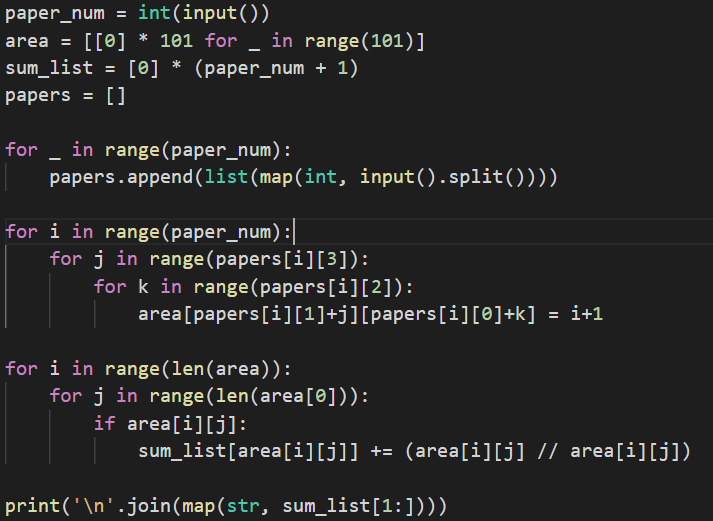 paper_num = int(input())
area = [[0] * 101 for _ in range(101)]
sum_list = [0] * (paper_num + 1)
papers = []

for _ in range(paper_num):
    papers.append(list(map(int, input().split())))

for i in range(paper_num):
    for j in range(papers[i][3]):
        for k in range(papers[i][2]):
            area[papers[i][1]+j][papers[i][0]+k] = i+1

for i in range(len(area)):
    for j in range(len(area[0])):
        if area[i][j]:
            sum_list[area[i][j]] += (area[i][j] // area[i][j])

print('\n'.join(map(str, sum_list[1:])))